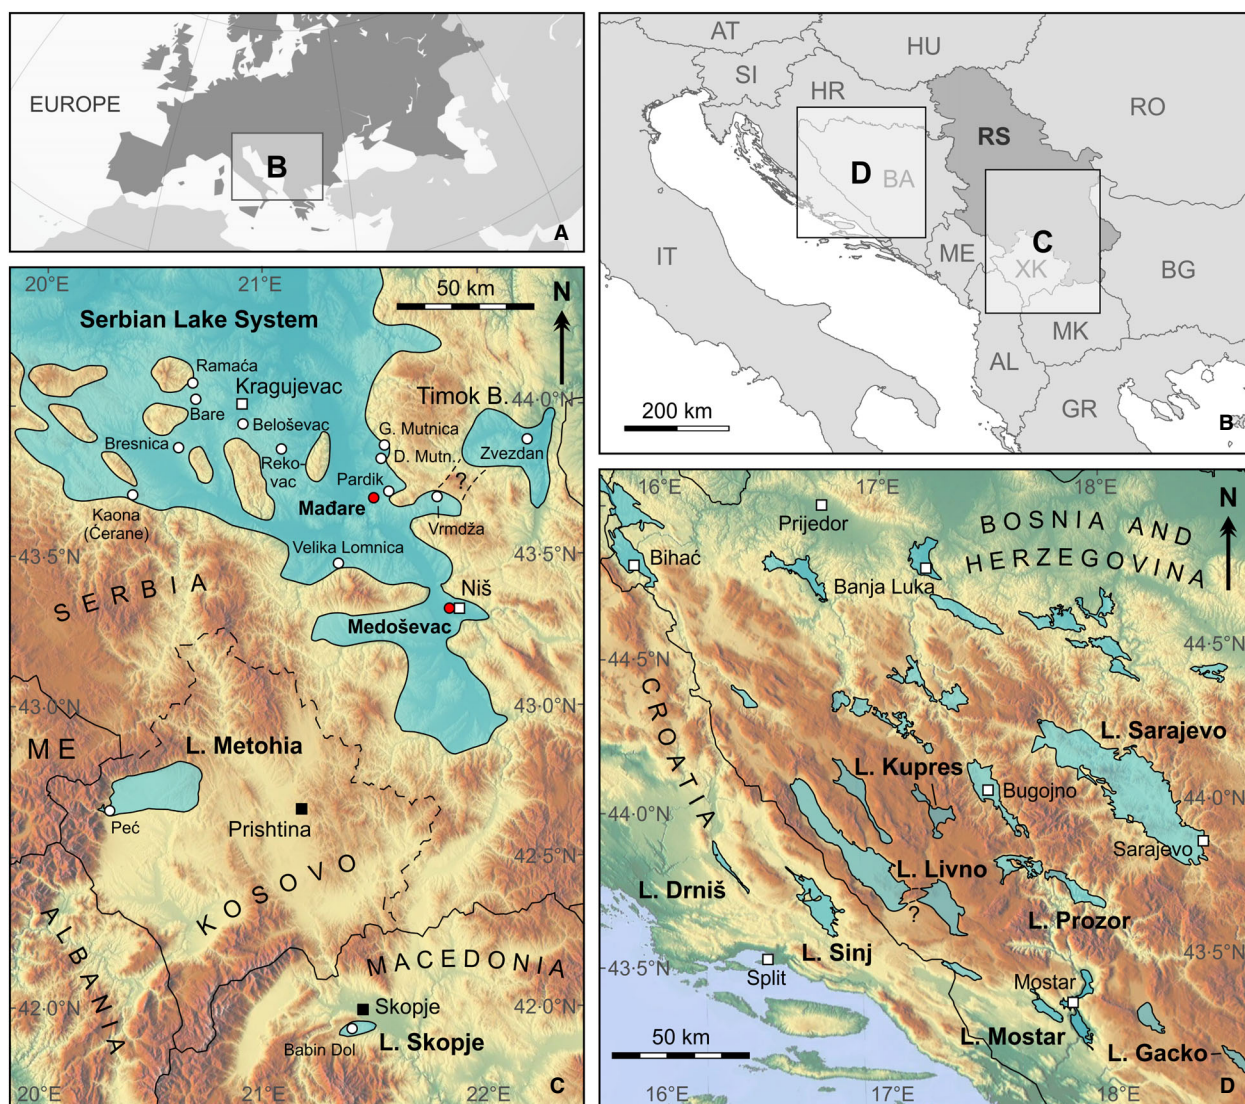 EUROPE
B
A
AT
HU
SI
HR
RO
RS
D
BA
C
IT
ME
XK
BG
MK
AL
GR
200 km
B
20°E
21°E
50 km
N
Serbian Lake System
Ramaća
Kragujevac
Timok B.
44·0°N
Bare
Beloševac
G. Mutnica
Bresnica
D. Mutn.
Zvezdan
Reko-
vac
?
Pardik
Mađare
Kaona
(Ćerane)
Vrmdža
43·5°N
43·5°N
Velika Lomnica
SERBIA
Niš
Medoševac
43·0°N
43·0°N
ME
L. Metohia
Peć
Prishtina
42·5°N
KOSOVO
ALBANIA
MACEDONIA
Skopje
42·0°N
42·0°N
Babin Dol
L. Skopje
20°E
21°E
22°E
C
16°E
17°E
18°E
N
Prijedor
BOSNIA AND
HERZEGOVINA
Bihać
Banja Luka
44·5°N
44·5°N
CROATIA
L. Sarajevo
L. Kupres
Bugojno
44·0°N
44·0°N
Sarajevo
L. Livno
L. Drniš
?
L. Prozor
L. Sinj
43·5°N
43·5°N
Split
Mostar
50 km
L. Mostar
L. Gacko
16°E
17°E
18°E
D